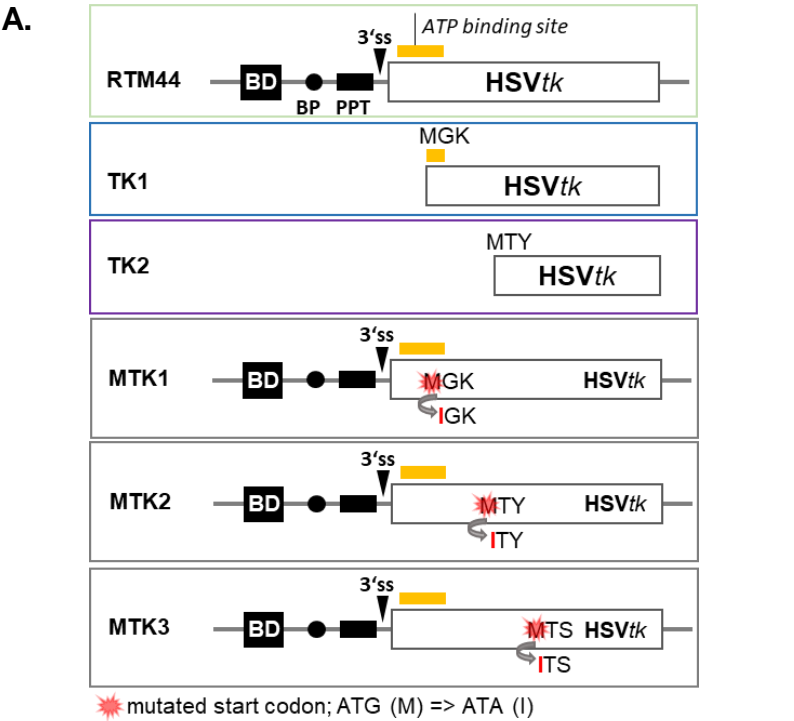 A.
ATP binding site
3‘ss
RTM44 BD HSVtk
BP PPT
MGK
TK1 HSVtk
MTY
TK2 HSVtk
3‘ss
MTK1 BD MGK HSVtk
IGK
3‘ss
MTK2 BD MTY HSVtk
ITY
3‘ss
MTK3 BD MTS HSVtk
ITS
mutated start codon; ATG (M) => ATA (I)